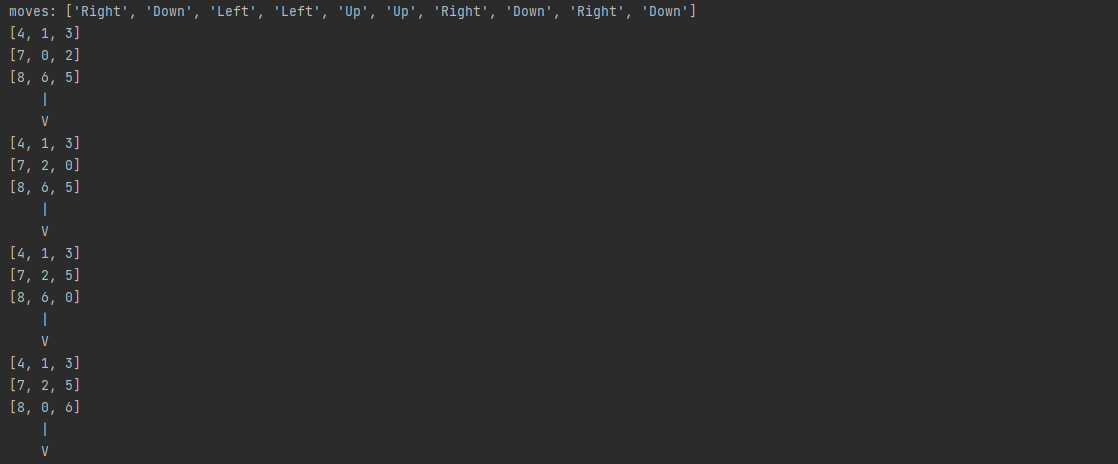 moves: ['Right', 'Down', 'Left', 'Left', 'Up', 'Up', 'Right', 'Down', 'Right', 'Down']
[4, 1, 3]
[7, 0, 2]
[8, 6, 5]
|
V
[4, 1, 3]
[7, 2, 0]
[8, 6, 5]
|
V
[4, 1, 3]
[7, 2, 5]
[8, 6, 0]
|
V
[4, 1, 3]
[7, 2, 5]
[8, 0, 6]
|
V